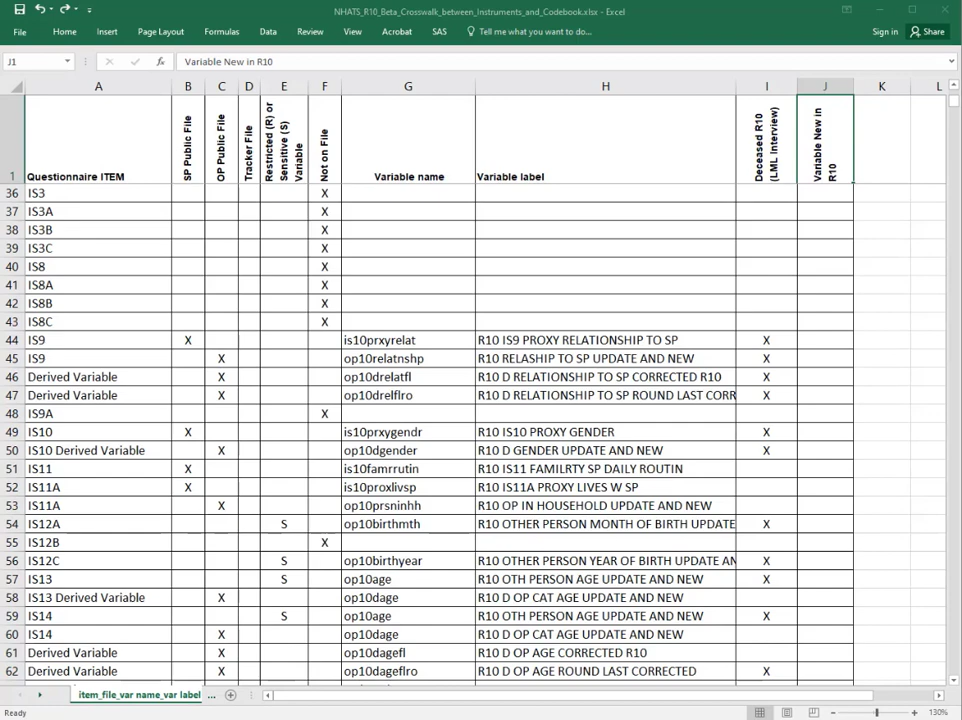 NHATS_R10_Beta_Crosswalk_between_Instruments_and_Codebook.xlsx - Excel
File Home Insert Page Layout Formulas Data Review View Acrobat SAS Tell me what you want to do... Sign in Share
J1 fx Variable New in R10
A B C D E F G H I J K L
1 Questionnaire ITEM SP Public File OP Public File Tracker File Restricted (R) or Sensitive (S) Variable Not on File Variable name Variable label Deceased R10 (LML Interview) Variable New in R10
36 IS3 X
37 IS3A X
38 IS3B X
39 IS3C X
40 IS8 X
41 IS8A X
42 IS8B X
43 IS8C X
44 IS9 X is10prxyrelat R10 IS9 PROXY RELATIONSHIP TO SP X
45 IS9 X op10relatnshp R10 RELASHIP TO SP UPDATE AND NEW X
46 Derived Variable X op10drelatfl R10 D RELATIONSHIP TO SP CORRECTED R10 X
47 Derived Variable X op10drelflro R10 D RELATIONSHIP TO SP ROUND LAST CORR X
48 IS9A X
49 IS10 X is10prxygendr R10 IS10 PROXY GENDER X
50 IS10 Derived Variable X op10dgender R10 D GENDER UPDATE AND NEW X
51 IS11 X is10famrrutin R10 IS11 FAMILRTY SP DAILY ROUTIN
52 IS11A X is10proxlivsp R10 IS11A PROXY LIVES W SP
53 IS11A X op10prsninhh R10 OP IN HOUSEHOLD UPDATE AND NEW
54 IS12A S op10birthmth R10 OTHER PERSON MONTH OF BIRTH UPDATE X
55 IS12B X
56 IS12C S op10birthyear R10 OTHER PERSON YEAR OF BIRTH UPDATE AN X
57 IS13 S op10age R10 OTH PERSON AGE UPDATE AND NEW X
58 IS13 Derived Variable X op10dage R10 D OP CAT AGE UPDATE AND NEW
59 IS14 S op10age R10 OTH PERSON AGE UPDATE AND NEW X
60 IS14 X op10dage R10 D OP CAT AGE UPDATE AND NEW
61 Derived Variable X op10dagefl R10 D OP AGE CORRECTED R10
62 Derived Variable X op10dageflro R10 D OP AGE ROUND LAST CORRECTED X
item_file_var name_var label ...
Ready 130%